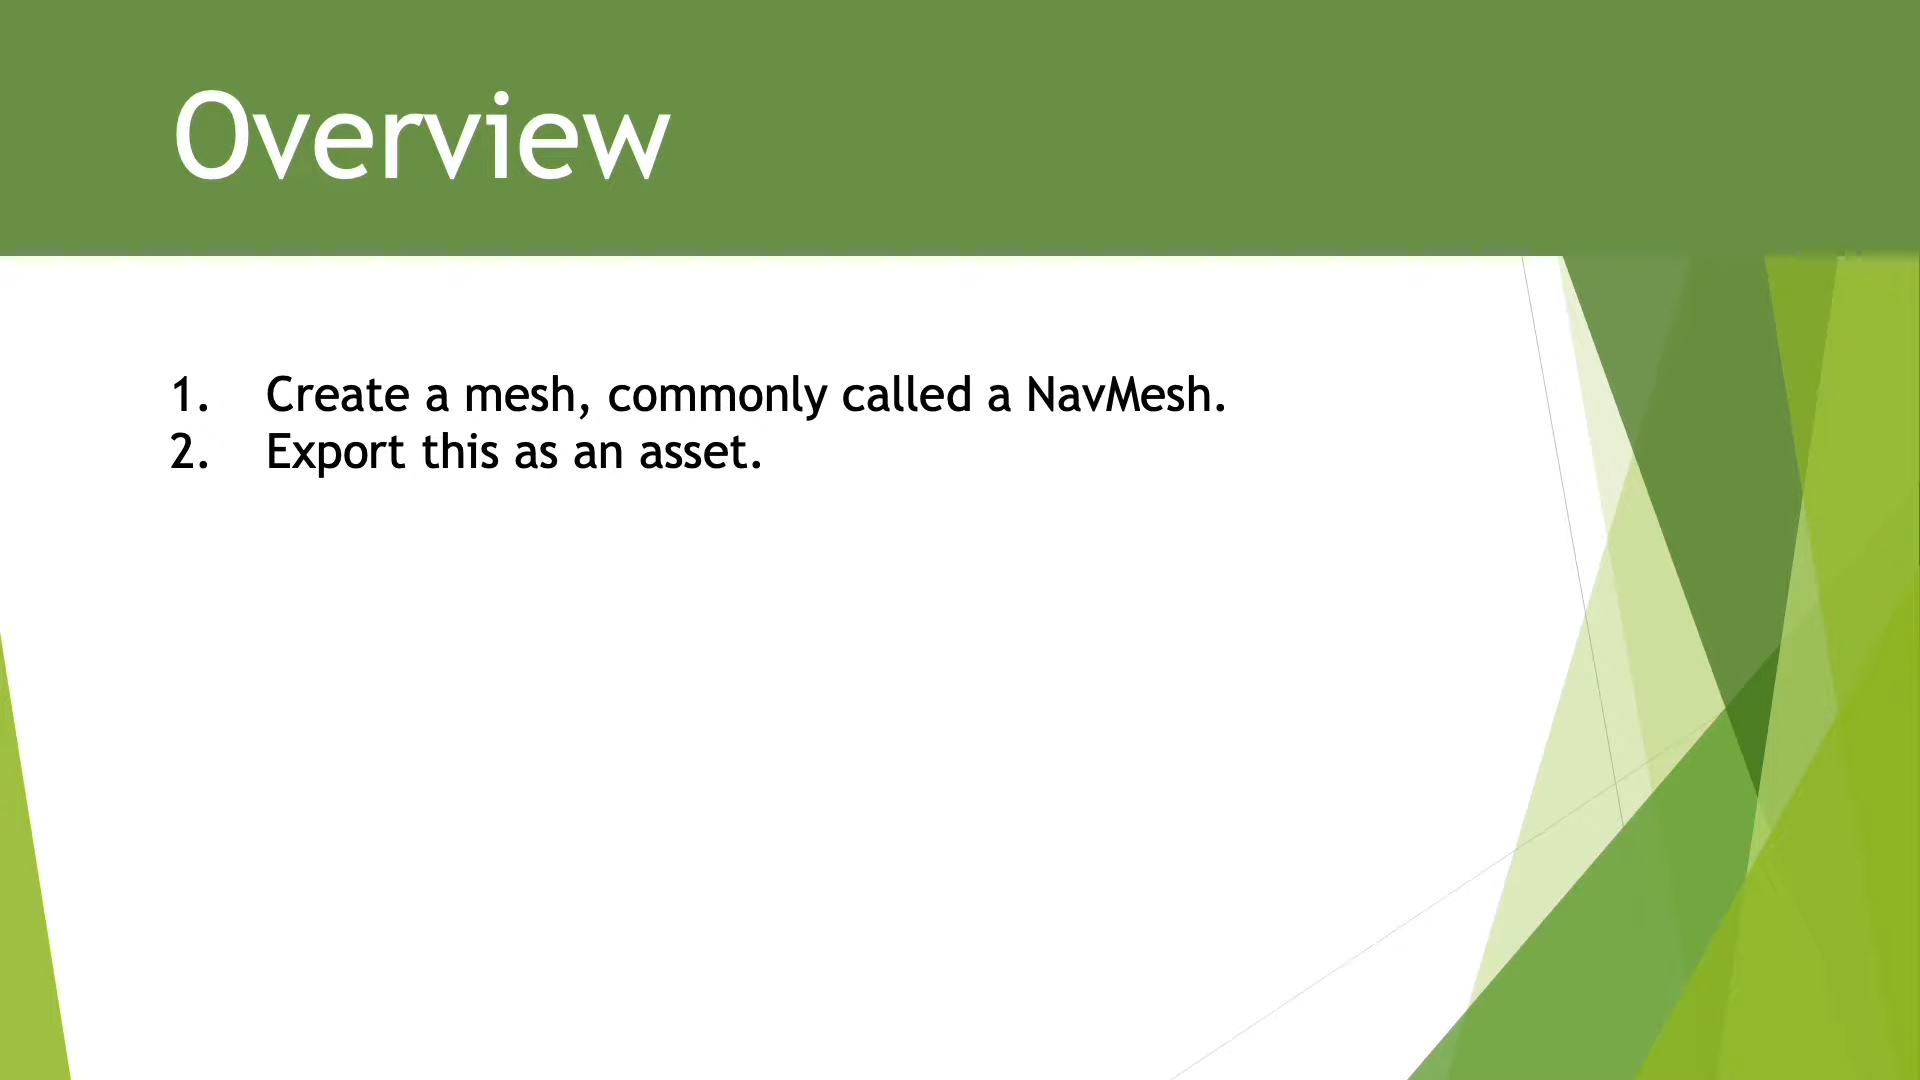 Overview
1. Create a mesh, commonly called a NavMesh.
2. Export this as an asset.